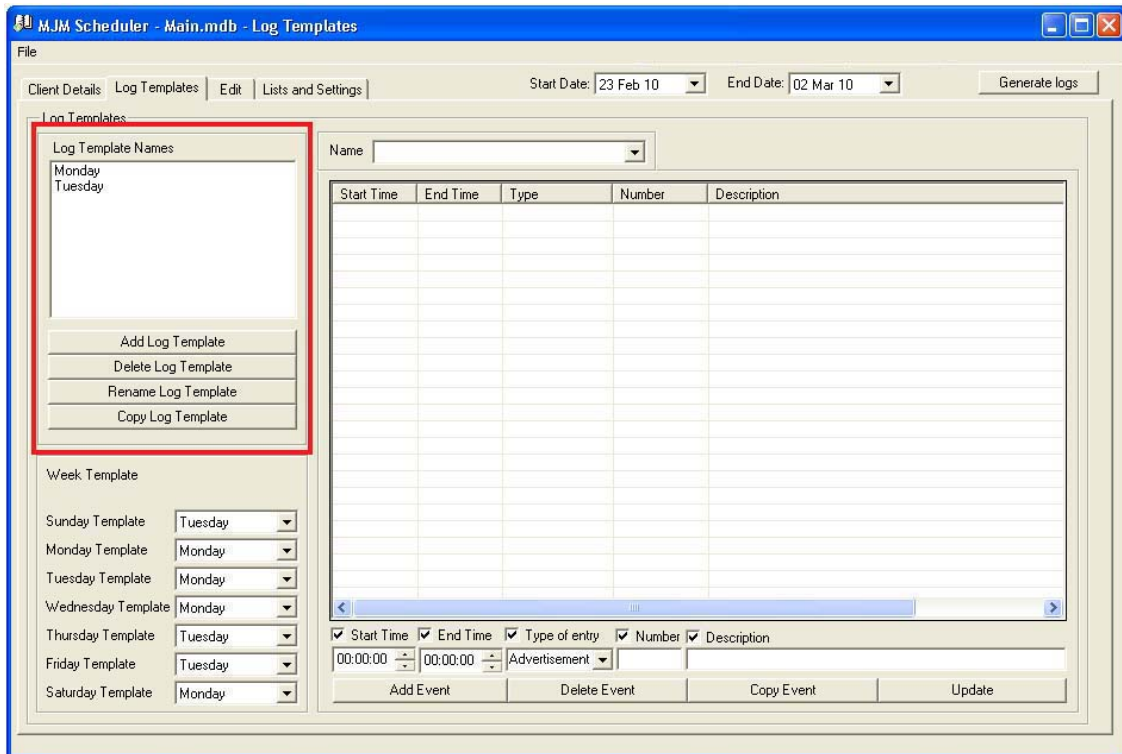 MJM Scheduler - Main.mdb - Log Templates
File
Client Details Log Templates Edit Lists and Settings Start Date: 23 Feb 10 End Date: 02 Mar 10 Generate logs
Log Templates
Log Template Names
Monday
Tuesday
Add Log Template
Delete Log Template
Rename Log Template
Copy Log Template
Week Template
Sunday Template Tuesday
Monday Template Monday
Tuesday Template Monday
Wednesday Template Monday
Thursday Template Tuesday
Friday Template Tuesday
Saturday Template Monday
Name
Start Time End Time Type Number Description
Start Time End Time Type of entry Number Description
00:00:00 00:00:00 Advertisement
Add Event Delete Event Copy Event Update